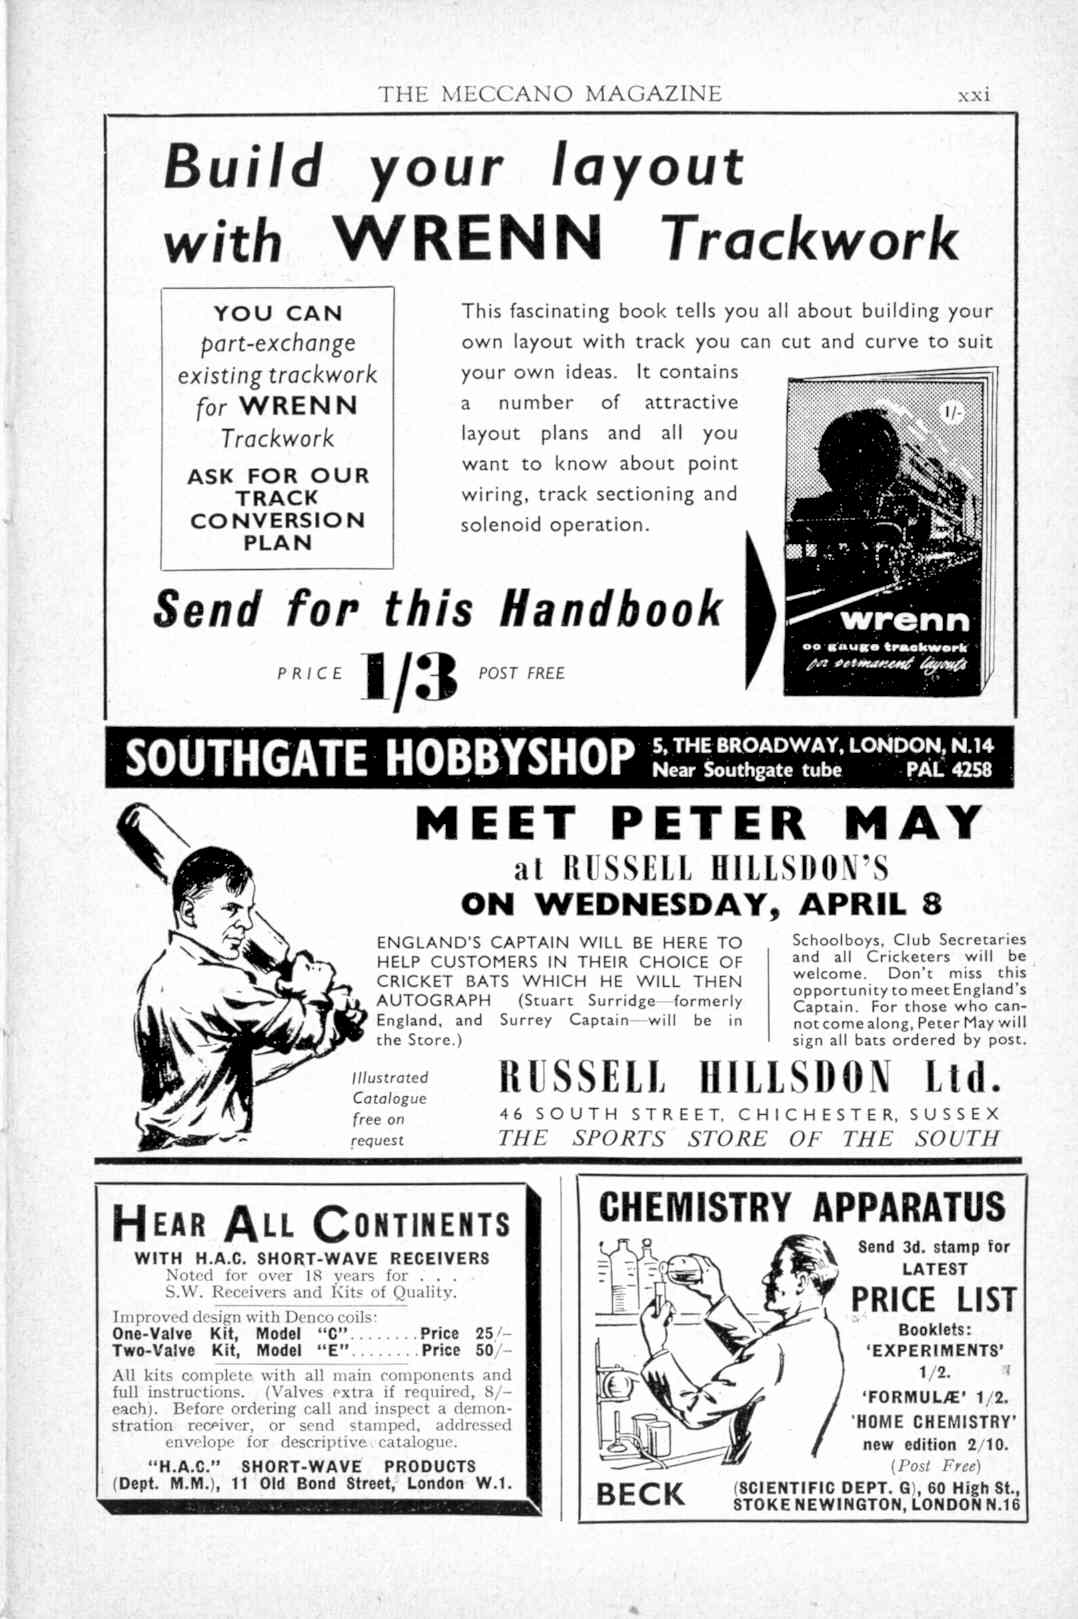 THE MECCANO MAGAZINE
xxi
Build your layout
with WRENN Trackwork
YOU CAN
part-exchange
existing trackwork
for WRENN
Trackwork
ASK FOR OUR
TRACK
CONVERSION
PLAN
This fascinating book tells you all about building your
own layout with track you can cut and curve to suit
your own ideas. It contains
a number of attractive
layout plans and all you
want to know about point
wiring, track sectioning and
solenoid operation.
1/-
wrenn
oo gauge trackwork
for permanent layouts
Send for this Handbook
PRICE 1/3 POST FREE
SOUTHGATE HOBBYSHOP
5, THE BROADWAY, LONDON, N.14
Near Southgate tube PAL 4258
MEET PETER MAY
at RUSSELL HILLSDON'S
ON WEDNESDAY, APRIL 8
ENGLAND'S CAPTAIN WILL BE HERE TO
HELP CUSTOMERS IN THEIR CHOICE OF
CRICKET BATS WHICH HE WILL THEN
AUTOGRAPH (Stuart Surridge—formerly
England, and Surrey Captain—will be in
the Store.)
Schoolboys, Club Secretaries
and all Cricketers will be
welcome. Don't miss this
opportunity to meet England's
Captain. For those who can-
not come along, Peter May will
sign all bats ordered by post.
Illustrated
Catalogue
free on
request
RUSSELL HILLSDON Ltd.
46 SOUTH STREET, CHICHESTER, SUSSEX
THE SPORTS STORE OF THE SOUTH
HEAR ALL CONTINENTS
WITH H.A.C. SHORT-WAVE RECEIVERS
Noted for over 18 years for . . .
S.W. Receivers and Kits of Quality.
Improved design with Denco coils:
One-Valve Kit, Model "C"........Price 25/-
Two-Valve Kit, Model "E"........Price 50/-
All kits complete with all main components and
full instructions. (Valves extra if required, 8/-
each). Before ordering call and inspect a demon-
stration receiver, or send stamped, addressed
envelope for descriptive catalogue.
"H.A.C." SHORT-WAVE PRODUCTS
(Dept. M.M.), 11 Old Bond Street, London W.1.
CHEMISTRY APPARATUS
Send 3d. stamp for
LATEST
PRICE LIST
Booklets:
'EXPERIMENTS'
1/2.
'FORMULÆ' 1/2.
'HOME CHEMISTRY'
new edition 2/10.
(Post Free)
BECK
(SCIENTIFIC DEPT. G), 60 High St.,
STOKE NEWINGTON, LONDON N.16